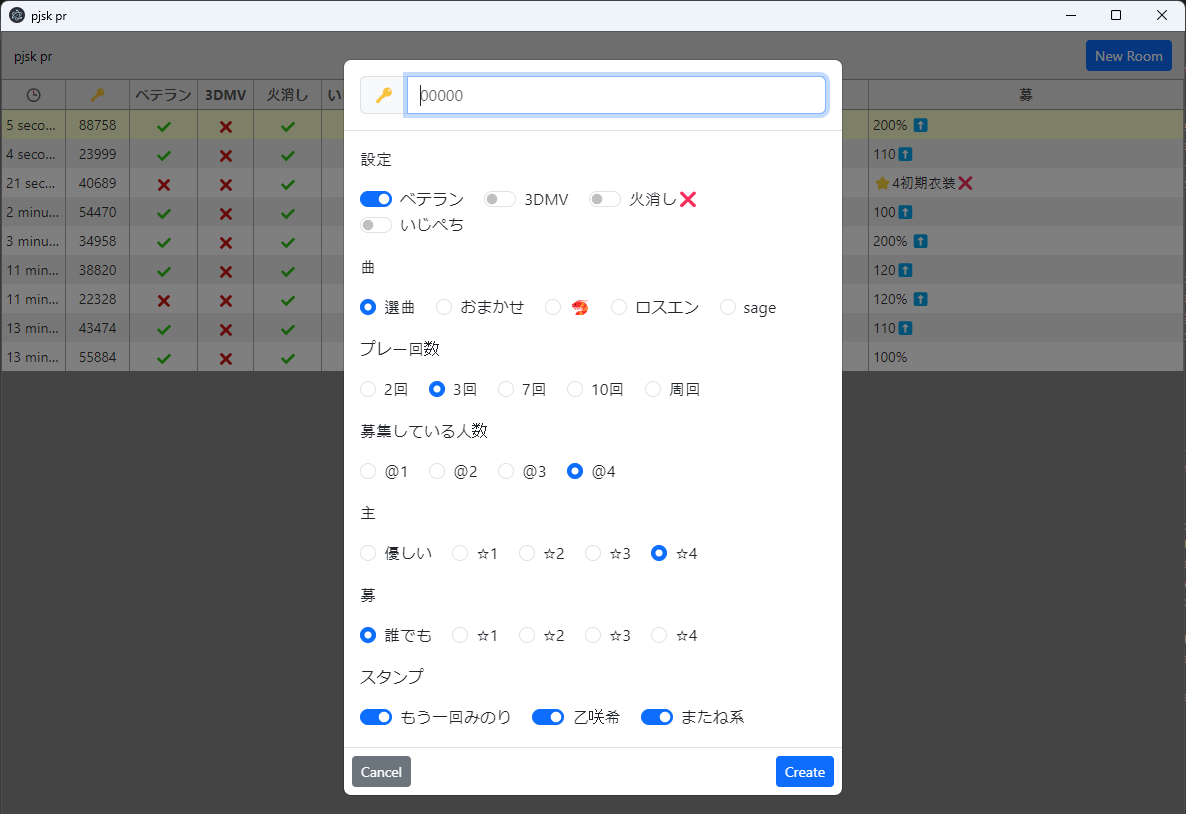 pjsk pr
pjsk pr
New Room
ベテラン 3DMV 火消し い 募
5 seco... 88758 200%
4 seco... 23999 110
21 sec... 40689 4初期衣装
2 minu... 54470 100
3 minu... 34958 200%
11 min... 38820 120
11 min... 22328 120%
13 min... 43474 110
13 min... 55884 100%
00000
設定
ベテラン 3DMV 火消し❌
いじぺち
曲
選曲 おまかせ 🦐 ロスエン sage
プレー回数
2回 3回 7回 10回 周回
募集している人数
@1 @2 @3 @4
主
優しい ☆1 ☆2 ☆3 ☆4
募
誰でも ☆1 ☆2 ☆3 ☆4
スタンプ
もう一回みのり 乙咲希 またね系
Cancel Create